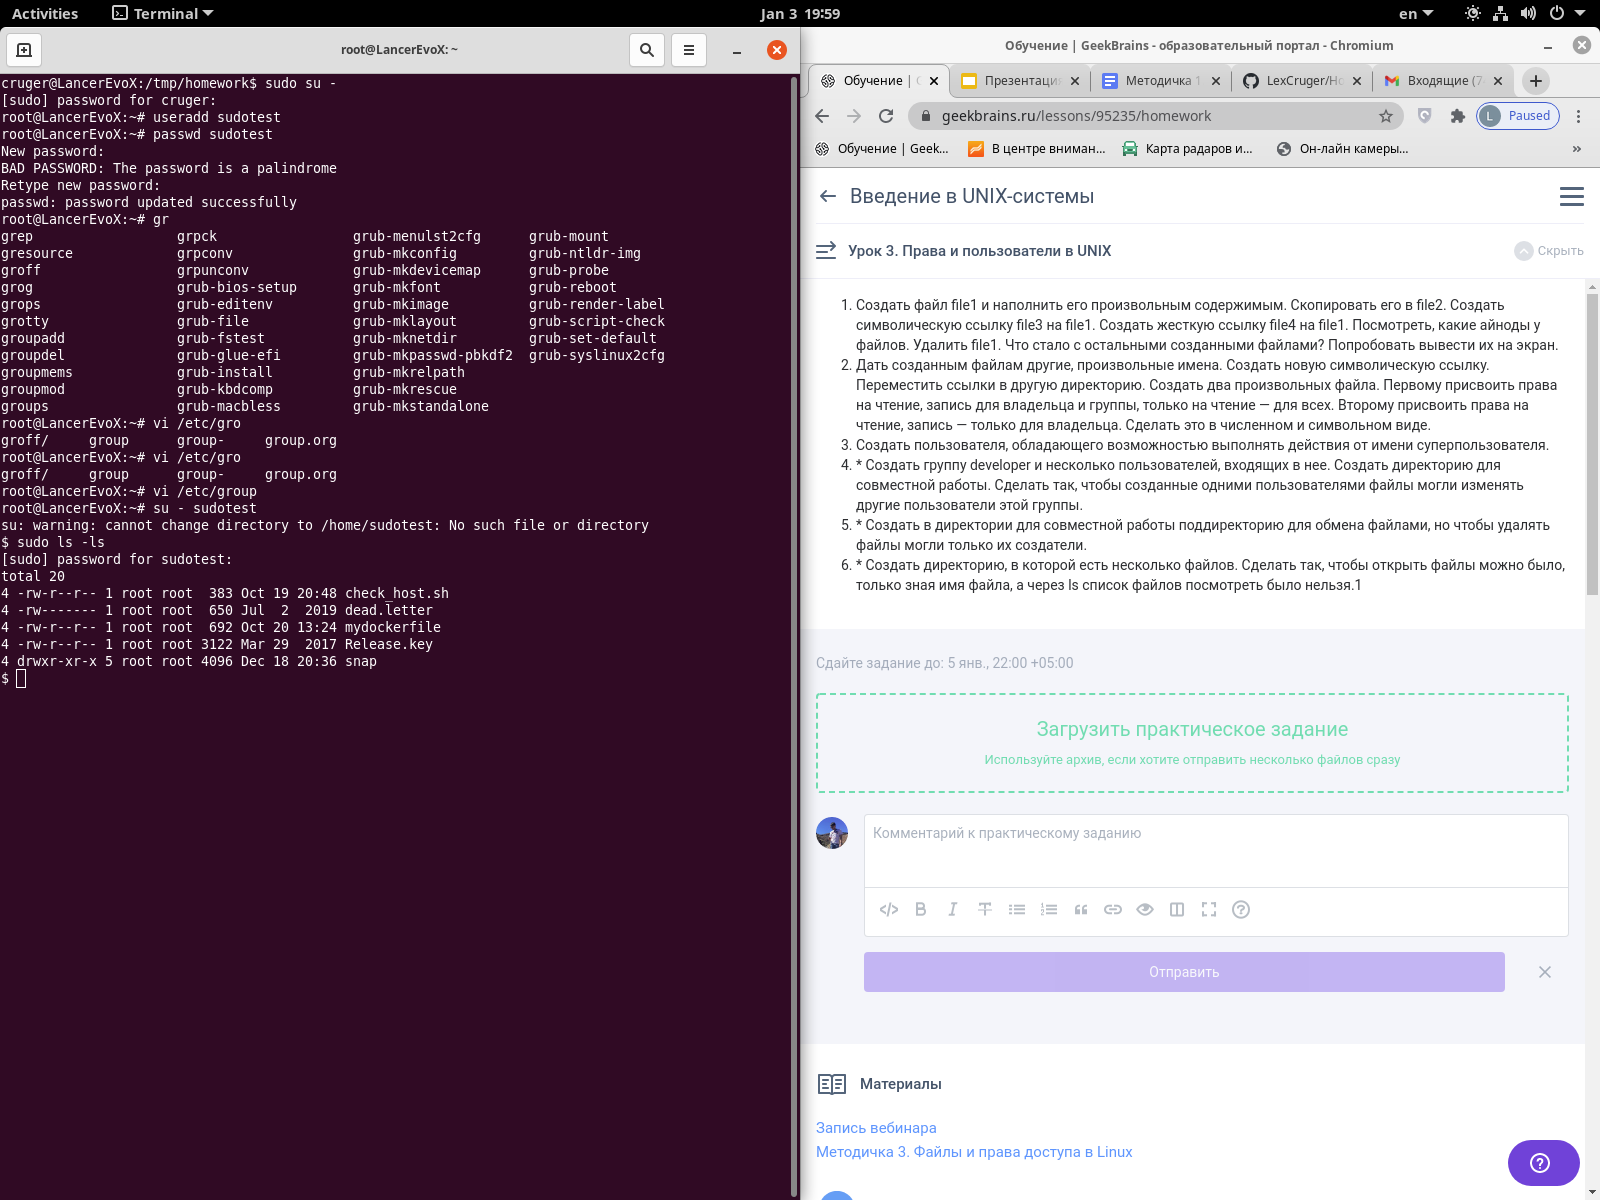 Activities
Terminal
Jan 3 19:59
en
root@LancerEvoX: ~
cruger@LancerEvoX:/tmp/homework$ sudo su -
[sudo] password for cruger:
root@LancerEvoX:~# useradd sudotest
root@LancerEvoX:~# passwd sudotest
New password:
BAD PASSWORD: The password is a palindrome
Retype new password:
passwd: password updated successfully
root@LancerEvoX:~# gr
grep grpck grub-menulst2cfg grub-mount
gresource grpconv grub-mkconfig grub-ntldr-img
groff grpunconv grub-mkdevicemap grub-probe
grog grub-bios-setup grub-mkfont grub-reboot
grops grub-editenv grub-mkimage grub-render-label
grotty grub-file grub-mklayout grub-script-check
groupadd grub-fstest grub-mknetdir grub-set-default
groupdel grub-glue-efi grub-mkpasswd-pbkdf2 grub-syslinux2cfg
groupmems grub-install grub-mkrelpath
groupmod grub-kbdcomp grub-mkrescue
groups grub-macbless grub-mkstandalone
root@LancerEvoX:~# vi /etc/gro
groff/ group group- group.org
root@LancerEvoX:~# vi /etc/gro
groff/ group group- group.org
root@LancerEvoX:~# vi /etc/group
root@LancerEvoX:~# su - sudotest
su: warning: cannot change directory to /home/sudotest: No such file or directory
$ sudo ls -ls
[sudo] password for sudotest:
total 20
4 -rw-r--r-- 1 root root 383 Oct 19 20:48 check_host.sh
4 -rw------- 1 root root 650 Jul 2 2019 dead.letter
4 -rw-r--r-- 1 root root 692 Oct 20 13:24 mydockerfile
4 -rw-r--r-- 1 root root 3122 Mar 29 2017 Release.key
4 drwxr-xr-x 5 root root 4096 Dec 18 20:36 snap
$
Обучение | GeekBrains - образовательный портал - Chromium
Обучение |
Презентаци
Методичка 1
LexCruger/Ho
Входящие (7
geekbrains.ru/lessons/95235/homework
L Paused
Обучение | Geek...
В центре вниман...
Карта радаров и...
Он-лайн камеры...
»
Введение в UNIX-системы
Урок 3. Права и пользователи в UNIX
Скрыть
1. Создать файл file1 и наполнить его произвольным содержимым. Скопировать его в file2. Создать
символическую ссылку file3 на file1. Создать жесткую ссылку file4 на file1. Посмотреть, какие айноды у
файлов. Удалить file1. Что стало с остальными созданными файлами? Попробовать вывести их на экран.
2. Дать созданным файлам другие, произвольные имена. Создать новую символическую ссылку.
Переместить ссылки в другую директорию. Создать два произвольных файла. Первому присвоить права
на чтение, запись для владельца и группы, только на чтение — для всех. Второму присвоить права на
чтение, запись — только для владельца. Сделать это в численном и символьном виде.
3. Создать пользователя, обладающего возможностью выполнять действия от имени суперпользователя.
4. * Создать группу developer и несколько пользователей, входящих в нее. Создать директорию для
совместной работы. Сделать так, чтобы созданные одними пользователями файлы могли изменять
другие пользователи этой группы.
5. * Создать в директории для совместной работы поддиректорию для обмена файлами, но чтобы удалять
файлы могли только их создатели.
6. * Создать директорию, в которой есть несколько файлов. Сделать так, чтобы открыть файлы можно было,
только зная имя файла, а через ls список файлов посмотреть было нельзя.1
Сдайте задание до: 5 янв., 22:00 +05:00
Загрузить практическое задание
Используйте архив, если хотите отправить несколько файлов сразу
Комментарий к практическому заданию
Отправить
Материалы
Запись вебинара
Методичка 3. Файлы и права доступа в Linux